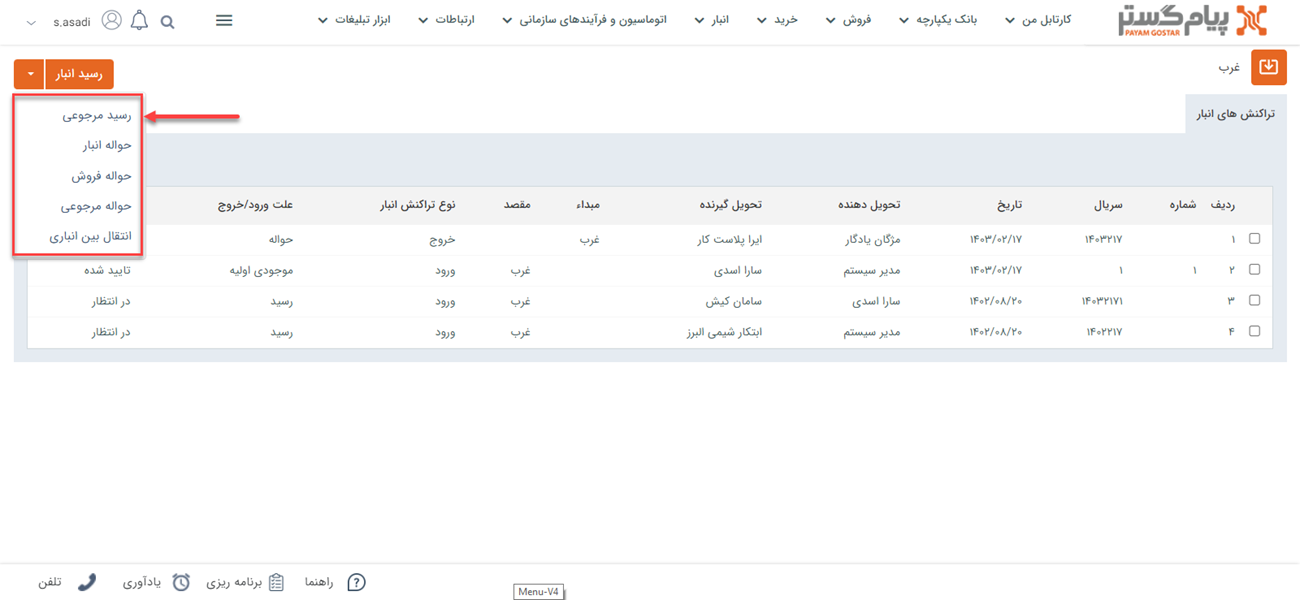 پیام گستر
PAYAM GOSTAR
کارتابل من
بانک یکپارچه
فروش
خرید
انبار
اتوماسیون و فرآیندهای سازمانی
ارتباطات
ابزار تبلیغات
s.asadi
غرب
رسید انبار
رسید مرجوعی
حواله انبار
حواله فروش
حواله مرجوعی
انتقال بین انباری
تراکنش های انبار
ردیف شماره سریال تاریخ تحویل دهنده تحویل گیرنده مبداء مقصد نوع تراکنش انبار علت ورود/خروج
۱ ۱۴۰۳۲۱۷ ۱۴۰۳/۰۲/۱۷ مژگان یادگار ایرا پلاست کار غرب خروج حواله
۲ ۱ ۱ ۱۴۰۳/۰۲/۱۷ مدیر سیستم سارا اسدی غرب ورود موجودی اولیه تایید شده
۳ ۱۴۰۳۲۱۷۱ ۱۴۰۲/۰۸/۲۰ سارا اسدی سامان کیش غرب ورود رسید در انتظار
۴ ۱۴۰۲۲۱۷ ۱۴۰۲/۰۸/۲۰ مدیر سیستم ابتکار شیمی البرز غرب ورود رسید در انتظار
راهنما
برنامه ریزی
یادآوری
تلفن
Menu-V4